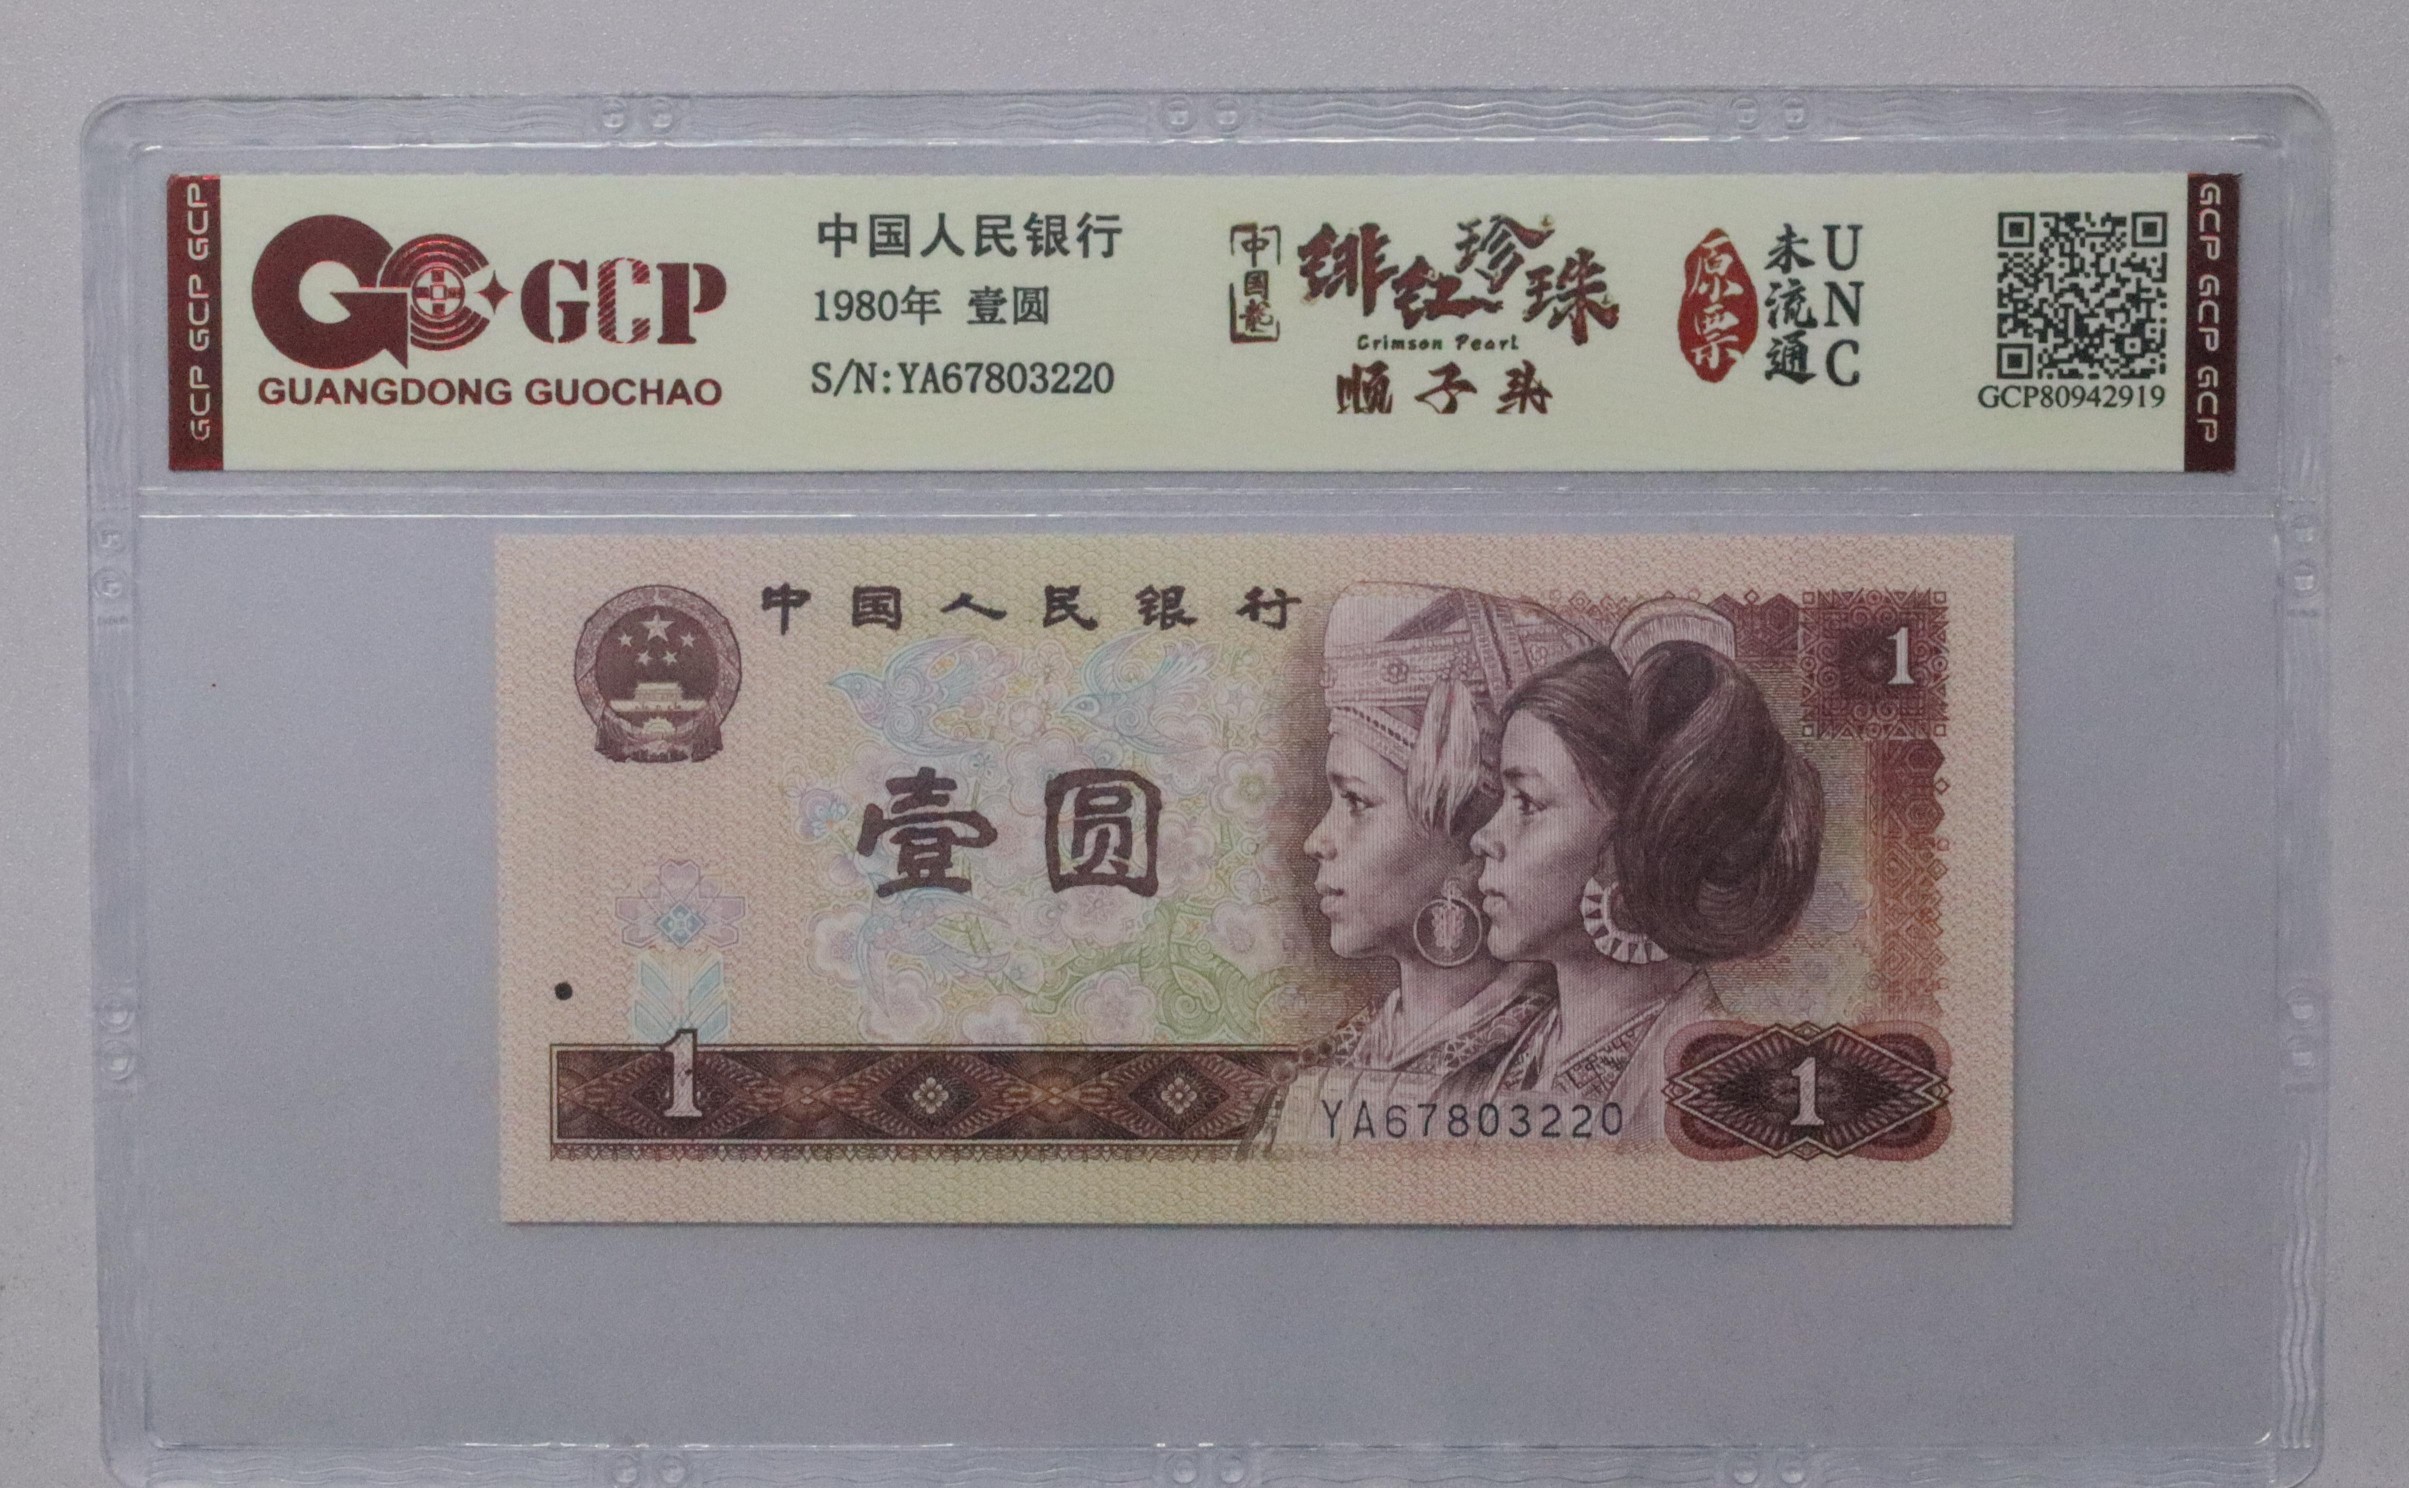 GCP GCP GCP
GCP
GUANGDONG GUOCHAO
中国人民银行
1980年 壹圆
S/N:YA67803220
中国龙
绯红珍珠
Crimson Pearl
顺子头
原票
未流通
UNC
GCP80942919
GCP GCP GCP GCP
中国人民银行
1
壹圆
1
YA67803220
1